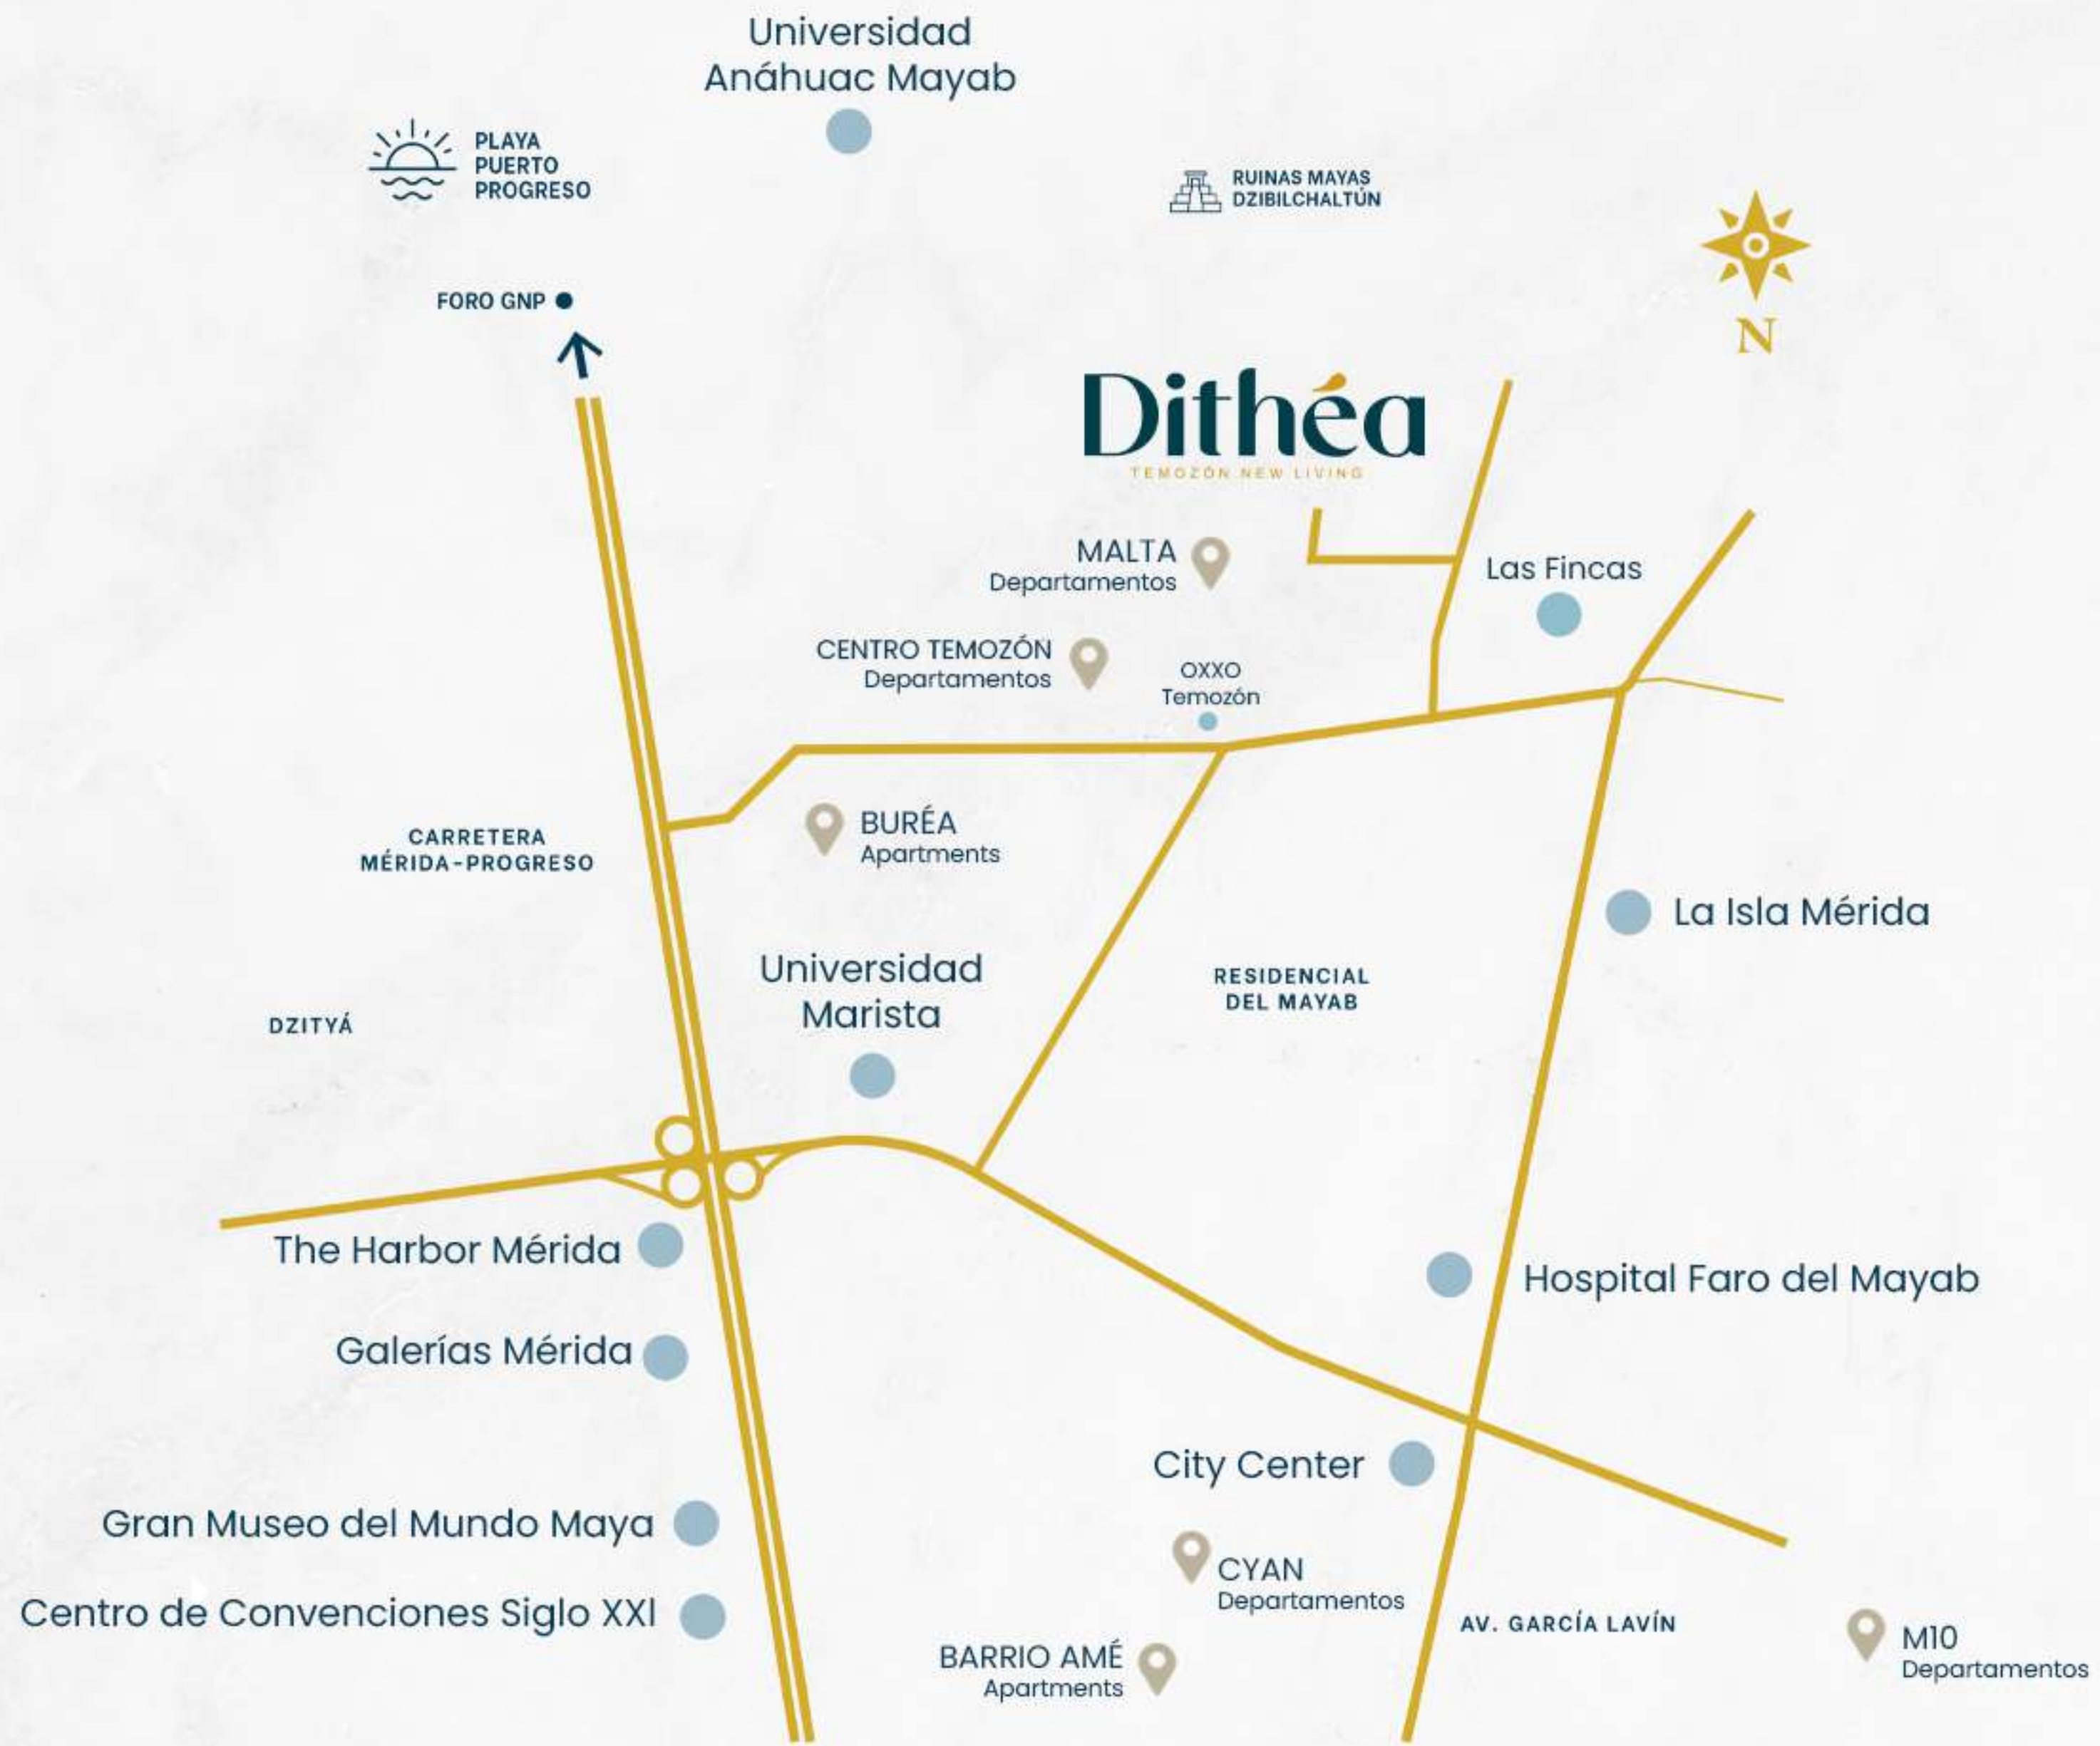 Universidad
Anáhuac Mayab
PLAYA
PUERTO
PROGRESO
RUINAS MAYAS
DZIBILCHALTÚN
FORO GNP
N
Dithéa
TEMOZÓN NEW LIVING
MALTA
Departamentos
Las Fincas
CENTRO TEMOZÓN
Departamentos
OXXO
Temozón
BURÉA
Apartments
CARRETERA
MÉRIDA-PROGRESO
La Isla Mérida
Universidad
Marista
RESIDENCIAL
DEL MAYAB
DZITYÁ
The Harbor Mérida
Hospital Faro del Mayab
Galerías Mérida
City Center
Gran Museo del Mundo Maya
CYAN
Departamentos
Centro de Convenciones Siglo XXI
AV. GARCÍA LAVÍN
M10
Departamentos
BARRIO AMÉ
Apartments